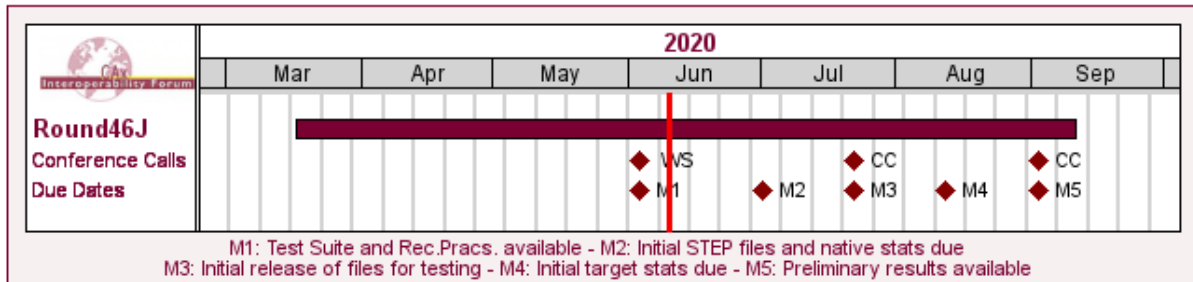 CAx
Interoperability Forum
2020
Mar Apr May Jun Jul Aug Sep
Round46J
Conference Calls WS CC CC
Due Dates M1 M2 M3 M4 M5
M1: Test Suite and Rec.Pracs. available - M2: Initial STEP files and native stats due
M3: Initial release of files for testing - M4: Initial target stats due - M5: Preliminary results available